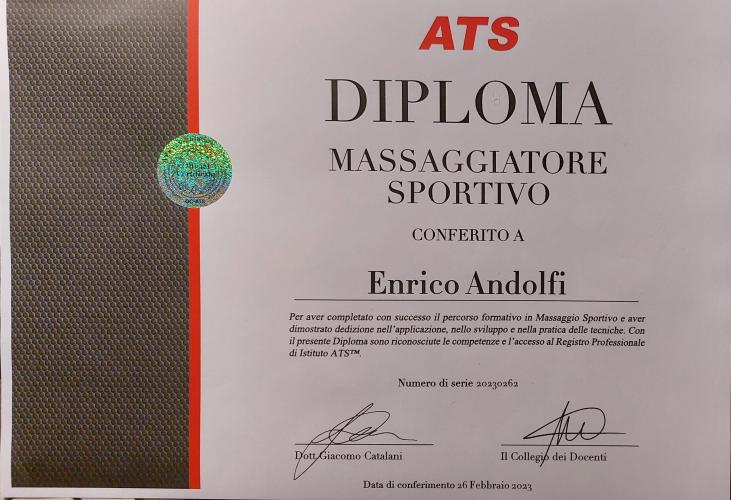 ATS
DIPLOMA
MASSAGGIATORE
SPORTIVO
CONFERITO A
Enrico Andolfi
Per aver completato con successo il percorso formativo in Massaggio Sportivo e aver
dimostrato dedizione nell'applicazione, nello sviluppo e nella pratica delle tecniche. Con
il presente Diploma sono riconosciute le competenze e l'accesso al Registro Professionale
di Istituto ATS™.
Numero di serie 20230262
Dott Giacomo Catalani
Il Collegio dei Docenti
Data di conferimento 26 Febbraio 2023